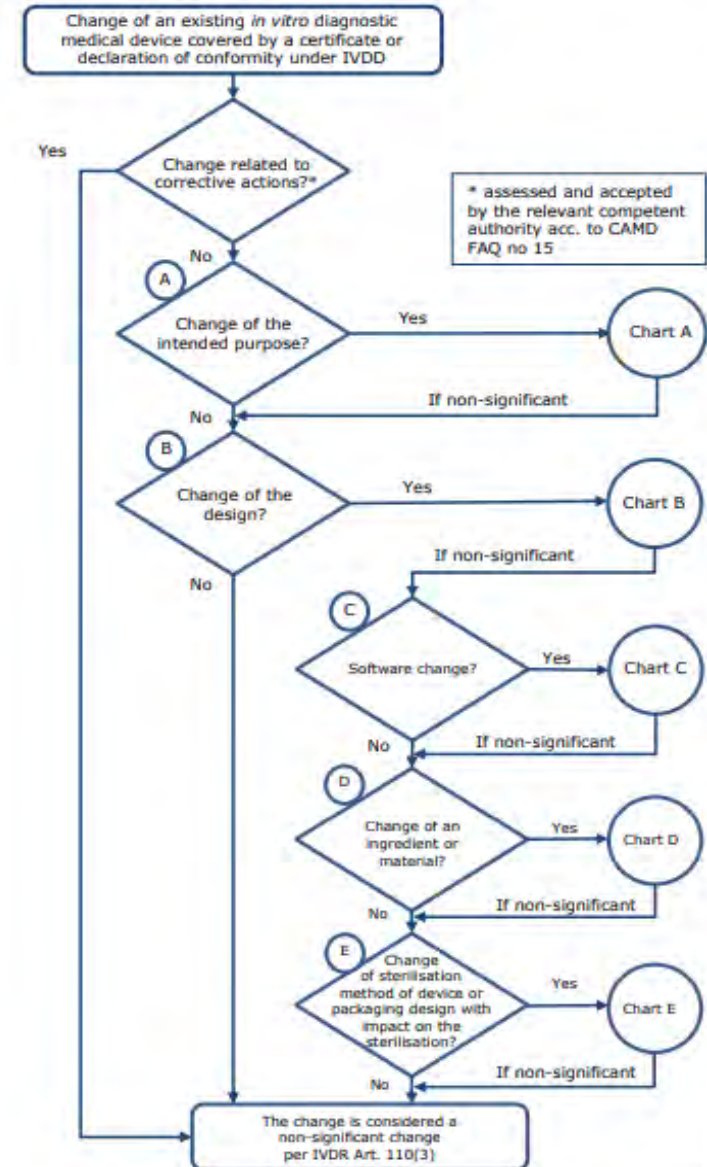 Change of an existing in vitro diagnostic
medical device covered by a certificate or
declaration of conformity under IVDD
Yes
Change related to
corrective actions?*
* assessed and accepted
by the relevant competent
authority acc. to CAMD
FAQ no 15
No
A
Change of the
intended purpose?
Yes
Chart A
If non-significant
No
B
Change of the
design?
Yes
Chart B
If non-significant
No
C
Software change?
Yes
Chart C
If non-significant
No
D
Change of an
ingredient or
material?
Yes
Chart D
If non-significant
No
E
Change
of sterilisation
method of device or
packaging design with
impact on the
sterilisation?
Yes
Chart E
If non-significant
No
The change is considered a
non-significant change
per IVDR Art. 110(3)